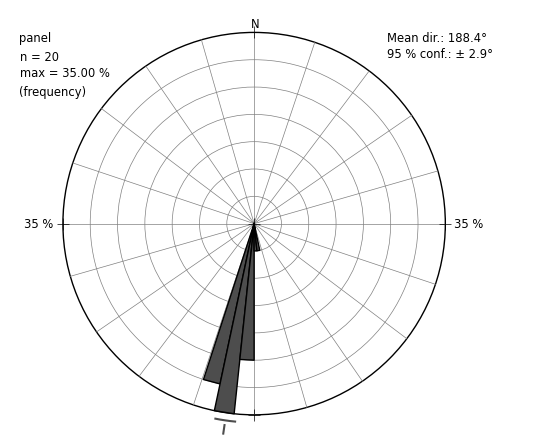 N
panel
n = 20
max = 35.00 %
(frequency)
Mean dir.: 188.4°
95 % conf.: ± 2.9°
35 %
35 %